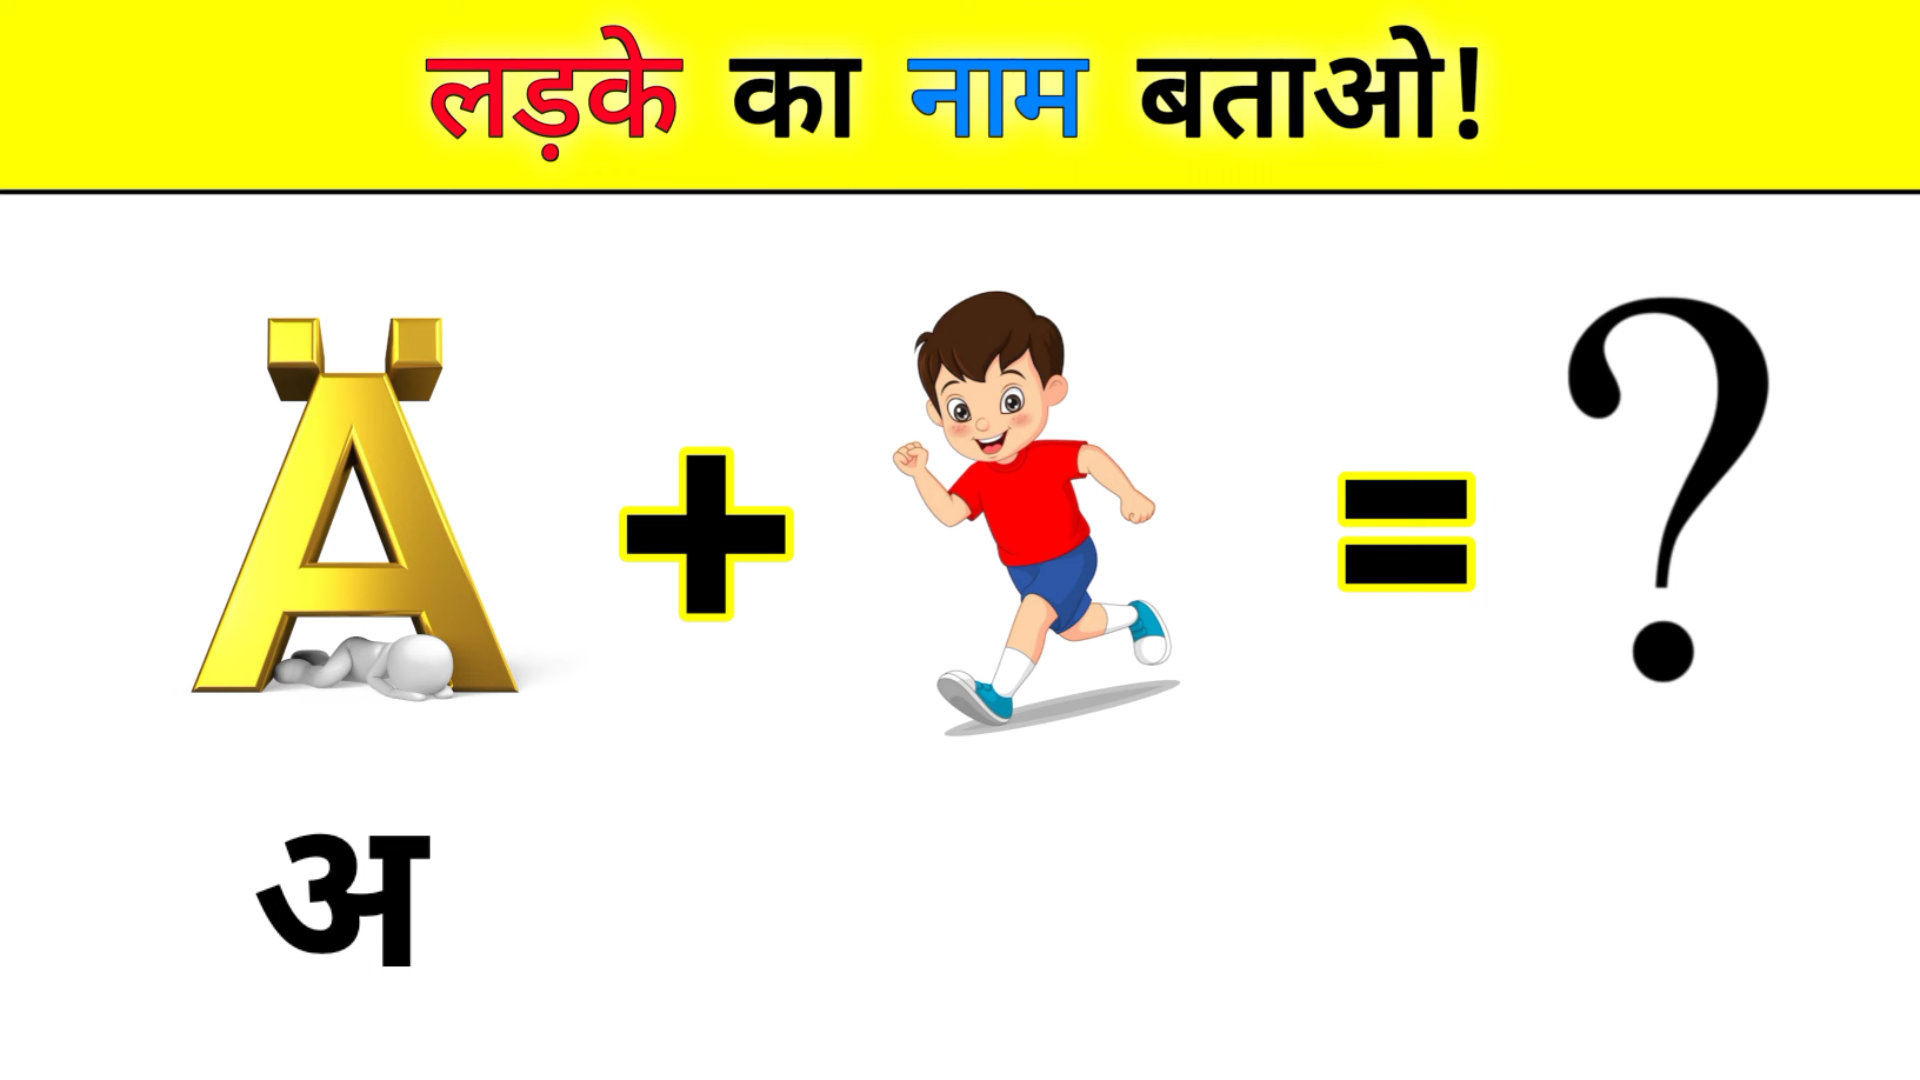 लड़के का नाम बताओ!
Ä + = ?
अ